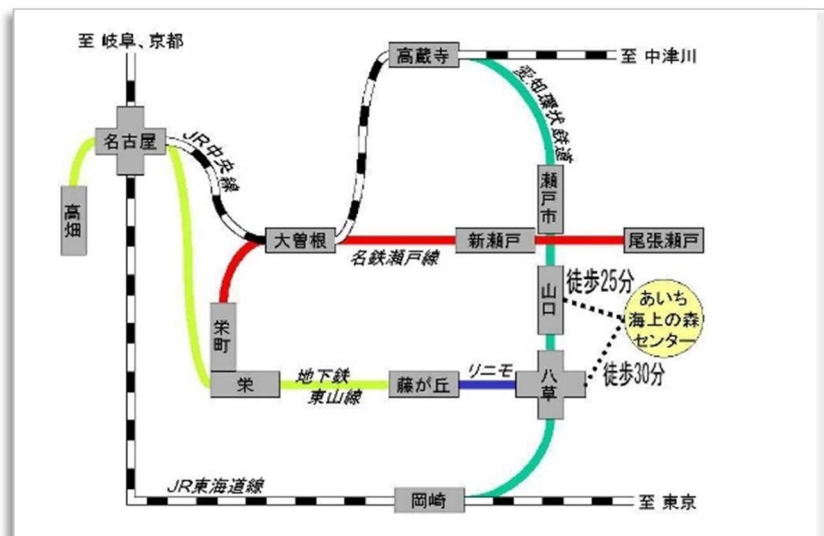 至 岐阜、京都
高蔵寺
至 中津川
愛知環状鉄道
名古屋
JR中央線
高畑
瀬戸市
大曽根
新瀬戸
尾張瀬戸
名鉄瀬戸線
徒歩25分
山口
あいち
海上の森
センター
栄町
栄
地下鉄
東山線
藤が丘
リニモ
八草
徒歩30分
JR東海道線
岡崎
至 東京